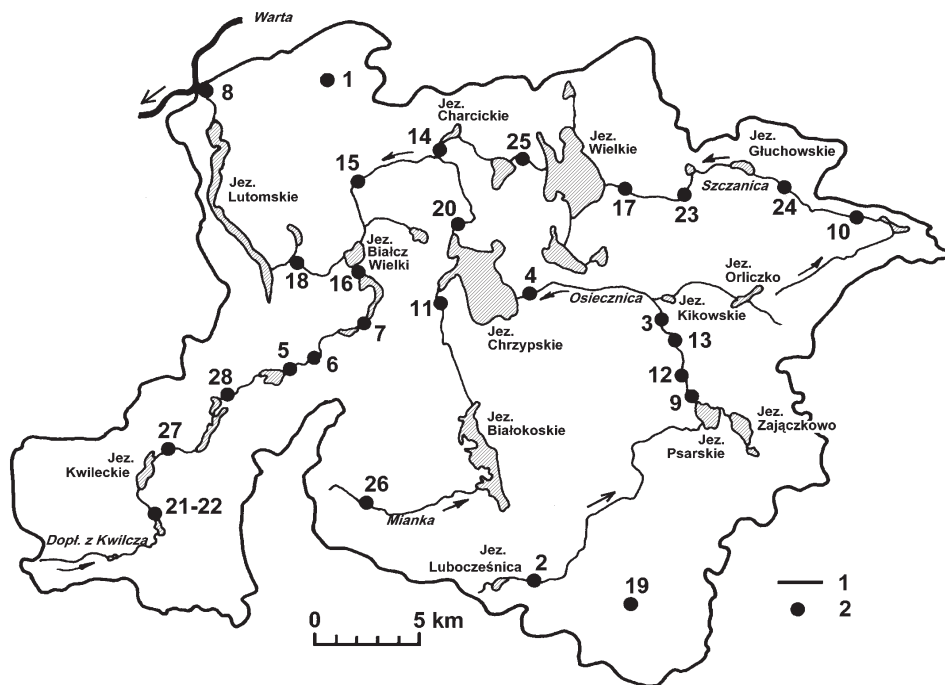 Warta
8
1
Jez.
Charcickie
14
25
Jez.
Wielkie
Jez.
Głuchowskie
15
Szczanica
Jez.
Lutomskie
17
23
24
10
20
Jez.
Białcz
Wielki
18
16
4
Osiecznica
Jez.
Orliczko
Jez.
Kikowskie
11
3
13
7
Jez.
Chrzypskie
5
6
12
28
9
Jez.
Białokoskie
Jez.
Zajączkowo
Jez.
Psarskie
27
Jez.
Kwileckie
21-22
26
Mianka
Dopł. z Kwilcza
Jez.
Lubocześnica
2
19
1
2
0 5 km